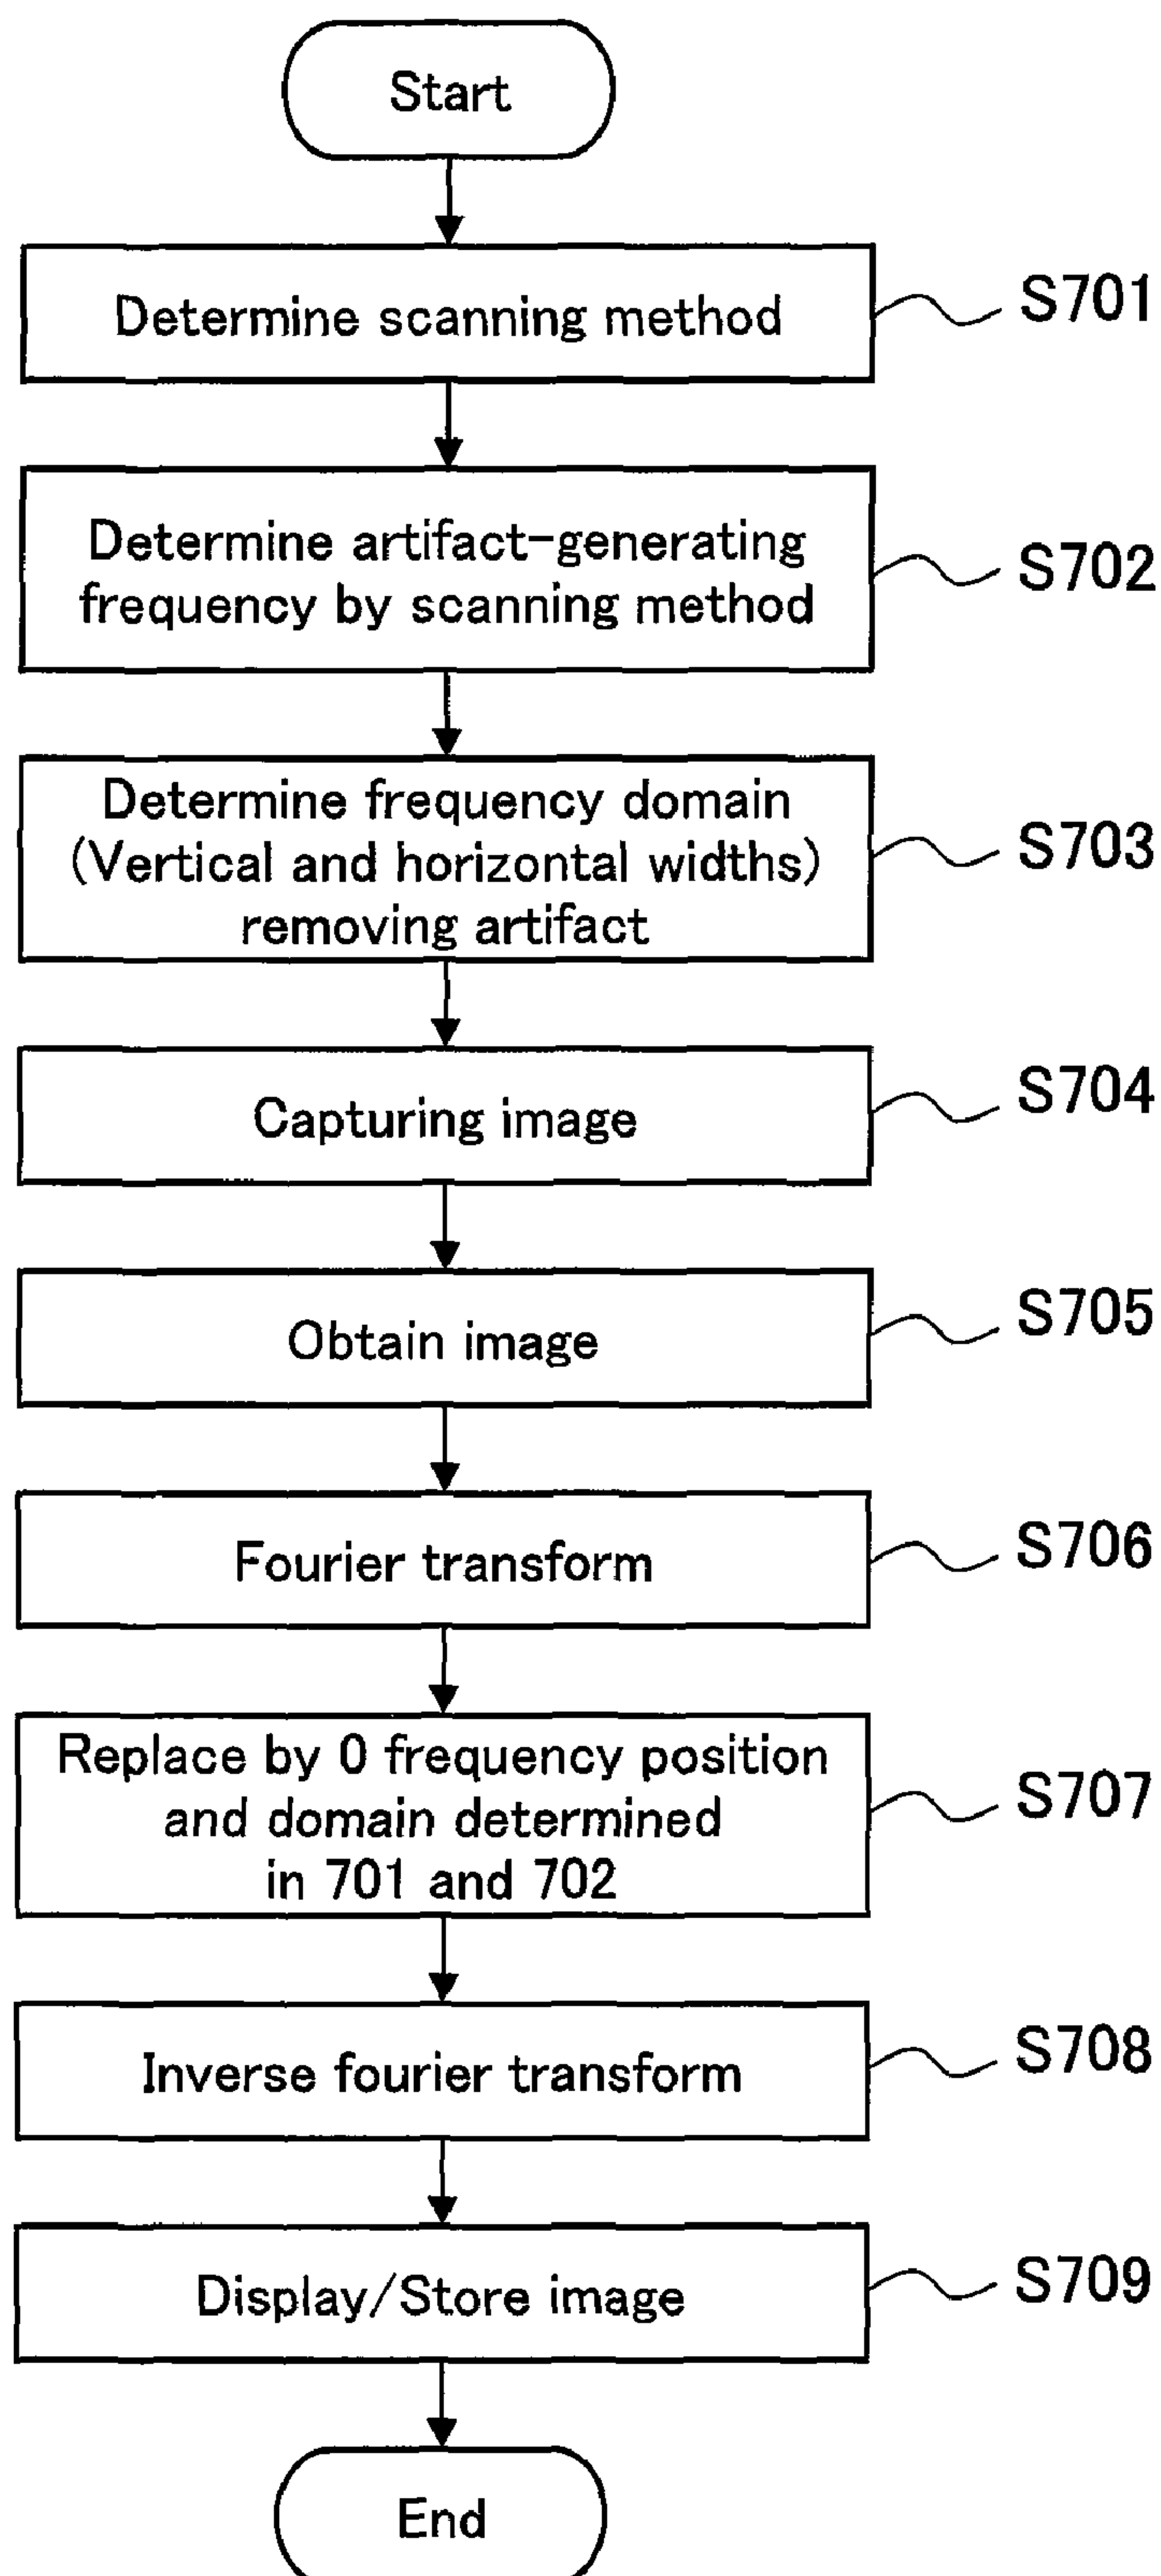 Start
Determine scanning method
S701
Determine artifact-generating
frequency by scanning method
S702
Determine frequency domain
(Vertical and horizontal widths)
removing artifact
S703
Capturing image
S704
Obtain image
S705
Fourier transform
S706
Replace by 0 frequency position
and domain determined
in 701 and 702
S707
Inverse fourier transform
S708
Display/Store image
S709
End